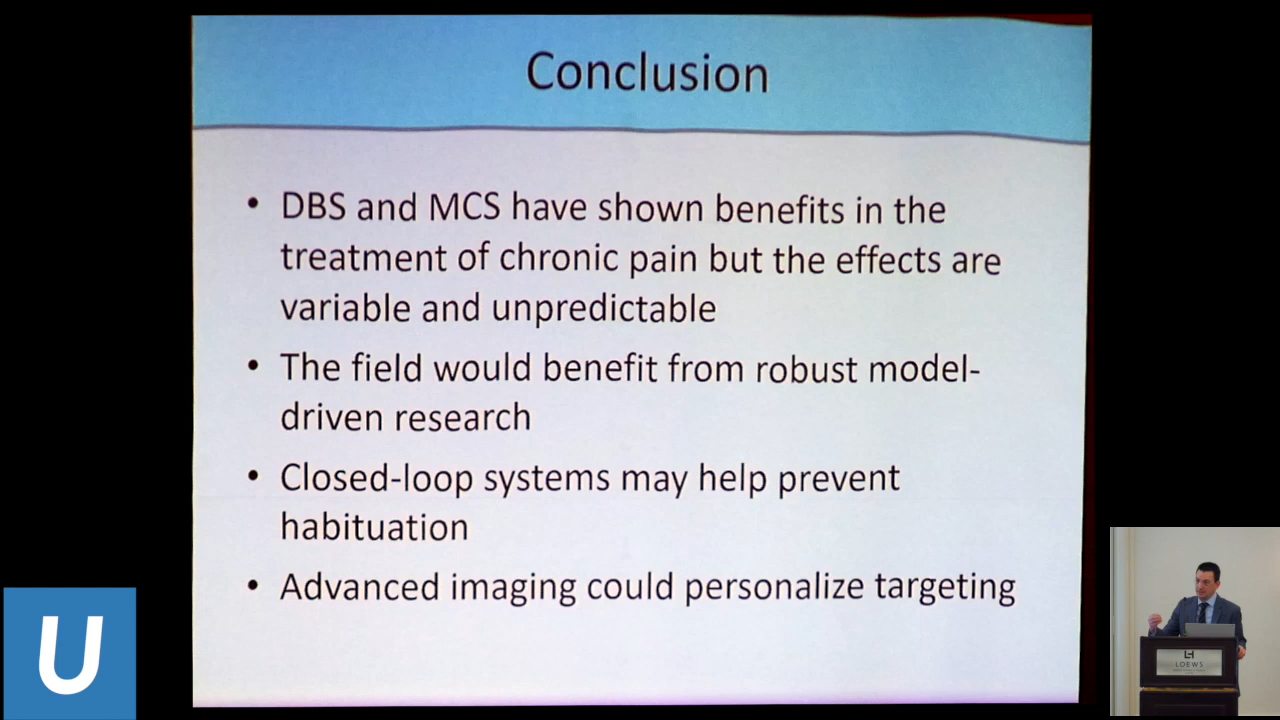 Conclusion
• DBS and MCS have shown benefits in the
treatment of chronic pain but the effects are
variable and unpredictable
• The field would benefit from robust model-
driven research
• Closed-loop systems may help prevent
habituation
• Advanced imaging could personalize targeting
U
LOEWS